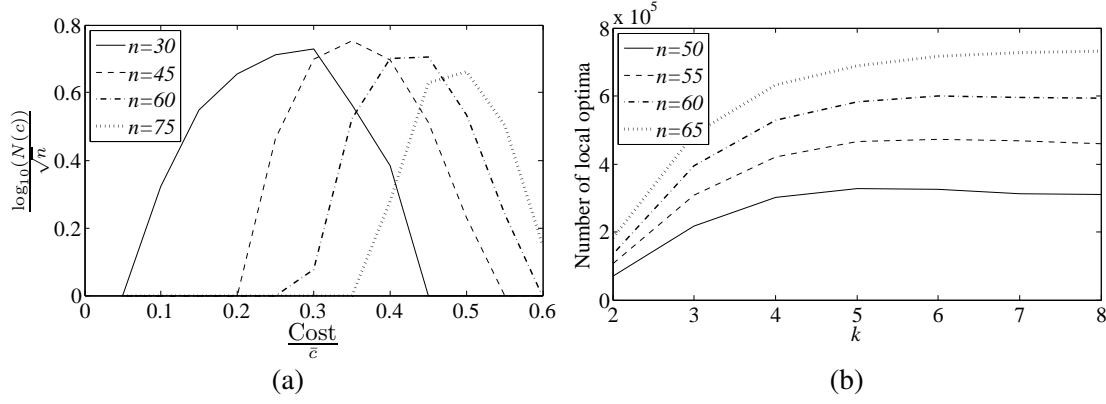 0.8
0.6
0.4
0.2
0
n=30
n=45
n=60
n=75
log10(N(c))
√n
0 0.1 0.2 0.3 0.4 0.5 0.6
Cost
c̄
(a)
x 10^5
8
6
4
2
0
n=50
n=55
n=60
n=65
Number of local optima
2 3 4 5 6 7 8
k
(b)